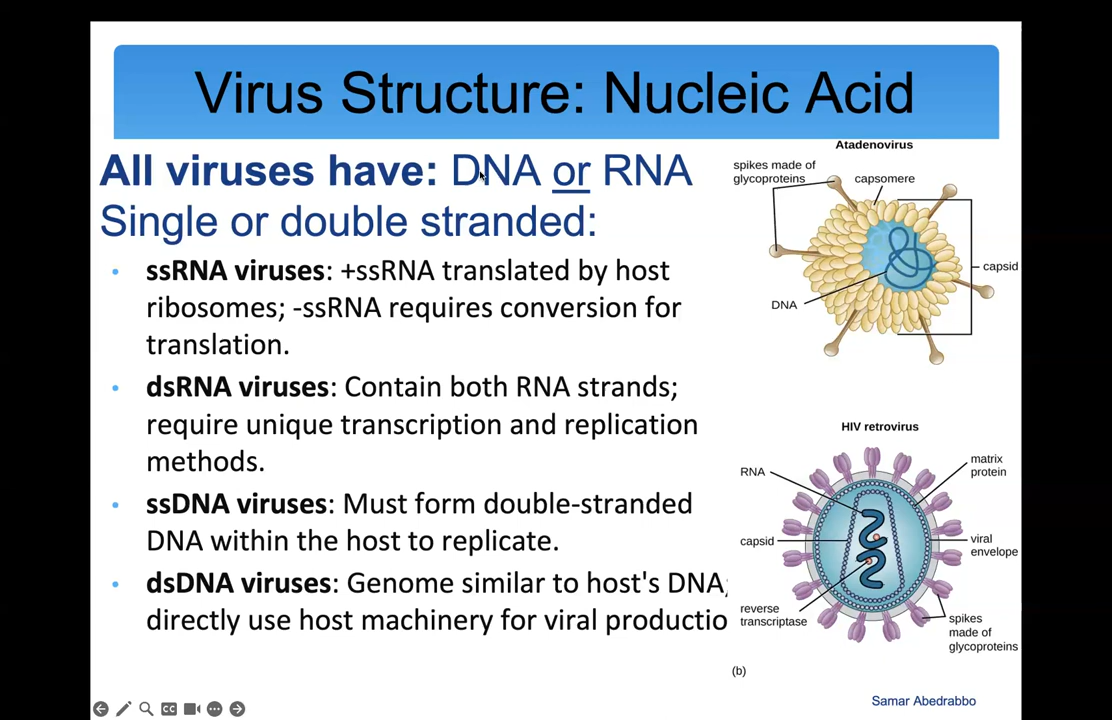 Virus Structure: Nucleic Acid
All viruses have: DNA or RNA
Single or double stranded:
• ssRNA viruses: +ssRNA translated by host
ribosomes; -ssRNA requires conversion for
translation.
• dsRNA viruses: Contain both RNA strands;
require unique transcription and replication
methods.
• ssDNA viruses: Must form double-stranded
DNA within the host to replicate.
• dsDNA viruses: Genome similar to host's DNA;
directly use host machinery for viral productio
Atadenovirus
spikes made of
glycoproteins
capsomere
capsid
DNA
HIV retrovirus
RNA
matrix
protein
capsid
viral
envelope
reverse
transcriptase
spikes
made of
glycoproteins
(b)
CC
Samar Abedrabbo